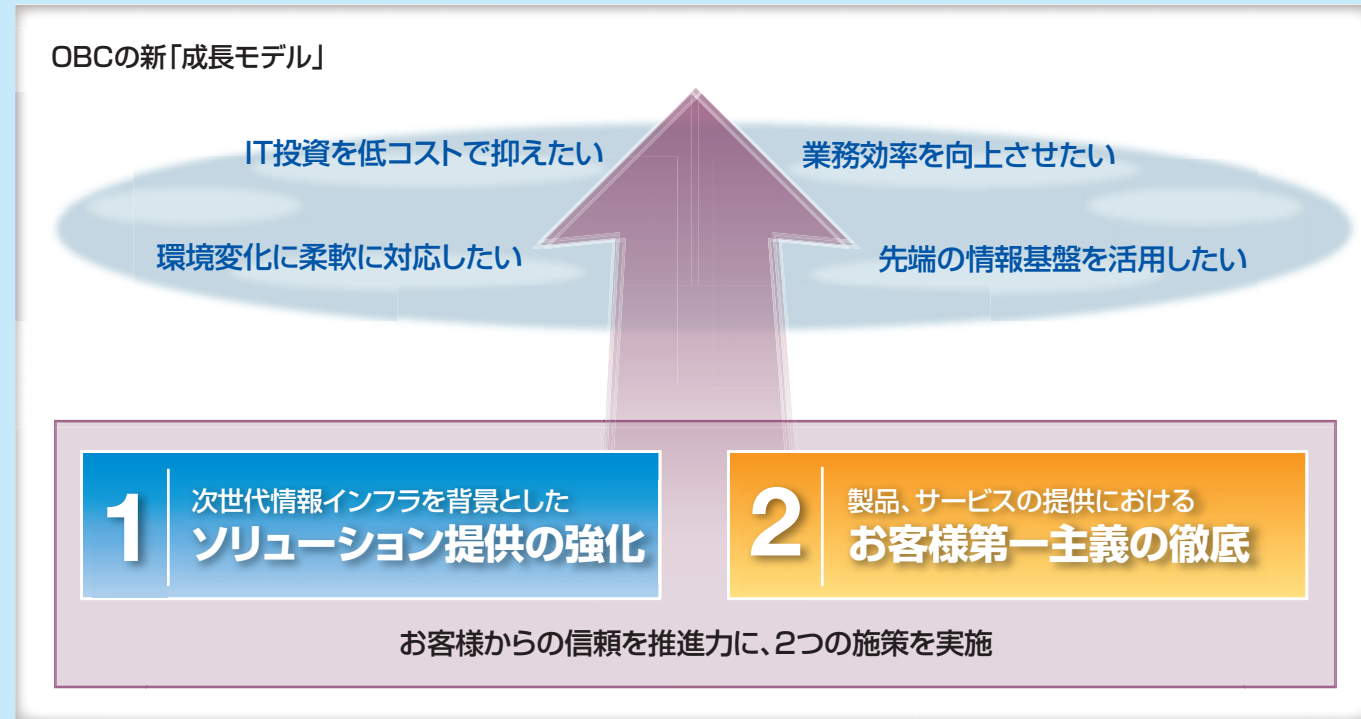 OBCの新「成長モデル」
IT投資を低コストで抑えたい
業務効率を向上させたい
環境変化に柔軟に対応したい
先端の情報基盤を活用したい
1
次世代情報インフラを背景とした
ソリューション提供の強化
2
製品、サービスの提供における
お客様第一主義の徹底
お客様からの信頼を推進力に、2つの施策を実施